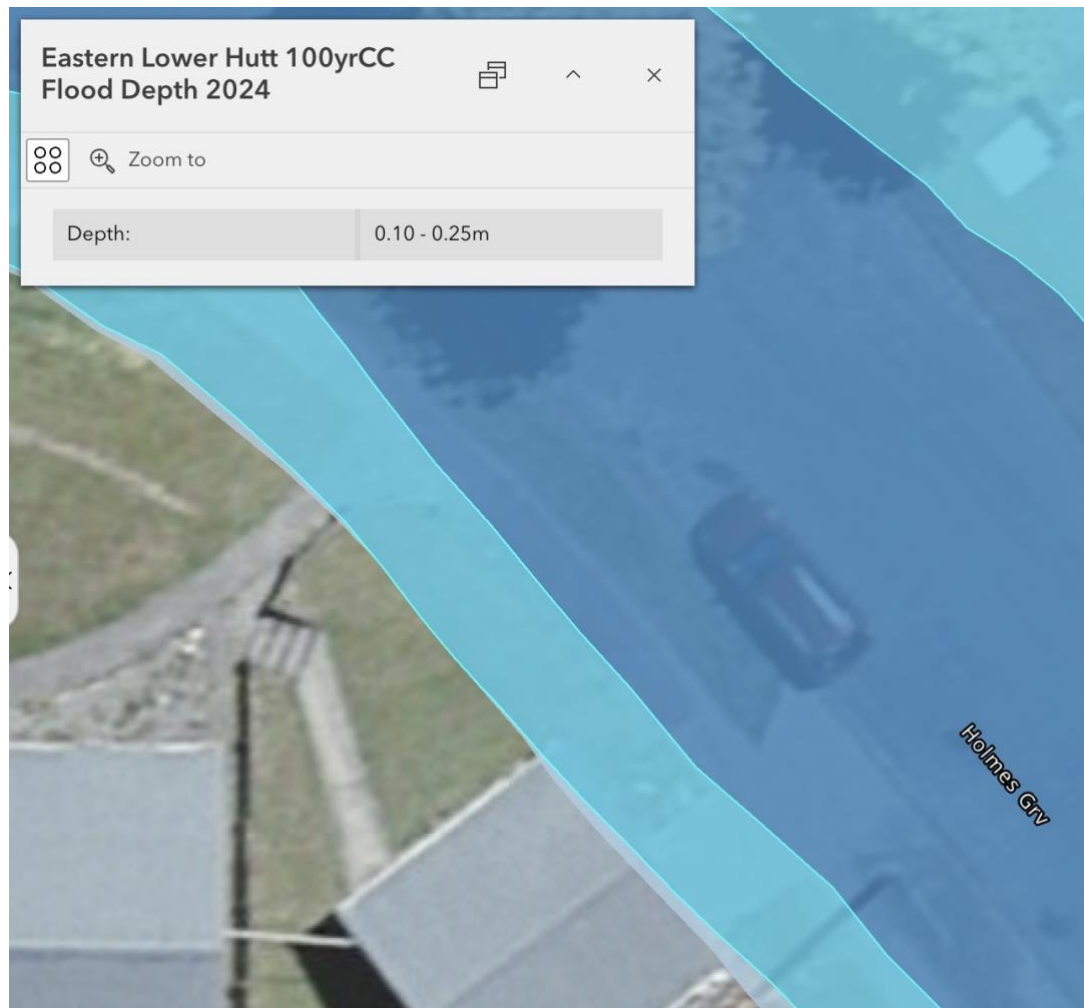 Eastern Lower Hutt 100yrCC
Flood Depth 2024
Zoom to
Depth: 0.10 - 0.25m
Holmes Grv